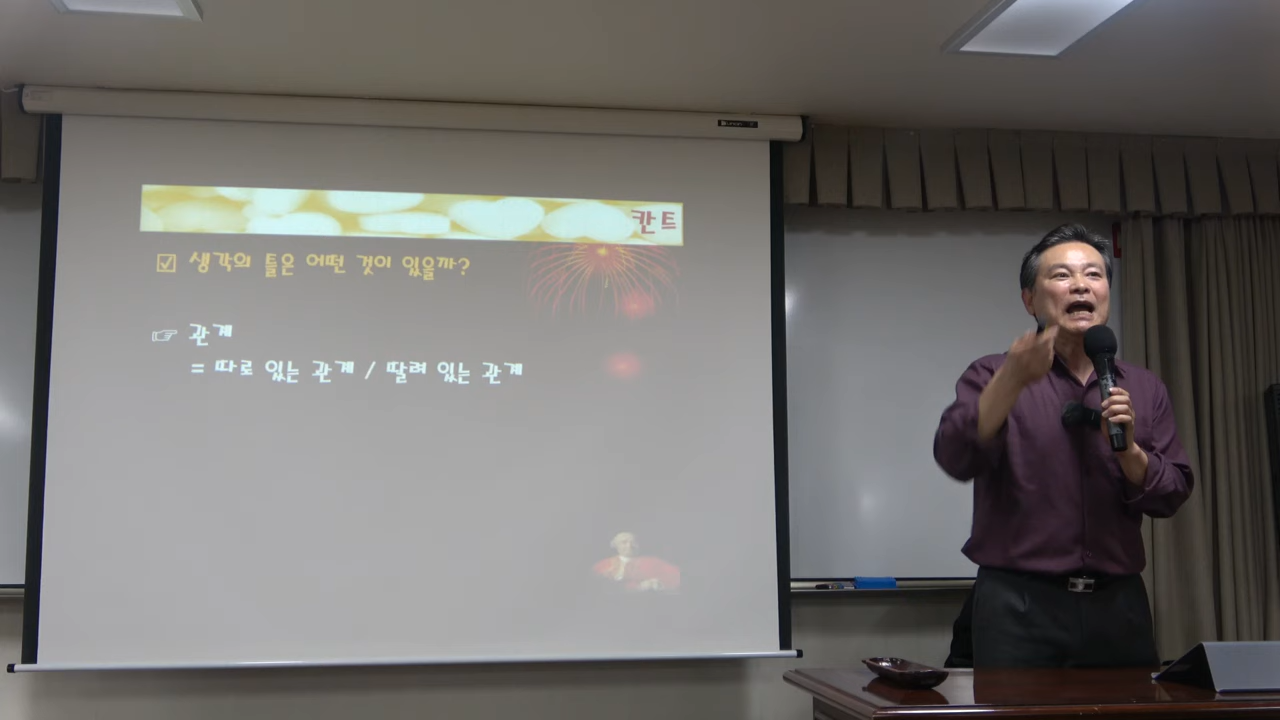 칸트
☑ 생각의 틀은 어떤 것이 있을까?
☞ 관계
= 따로 있는 관계 / 딸려 있는 관계